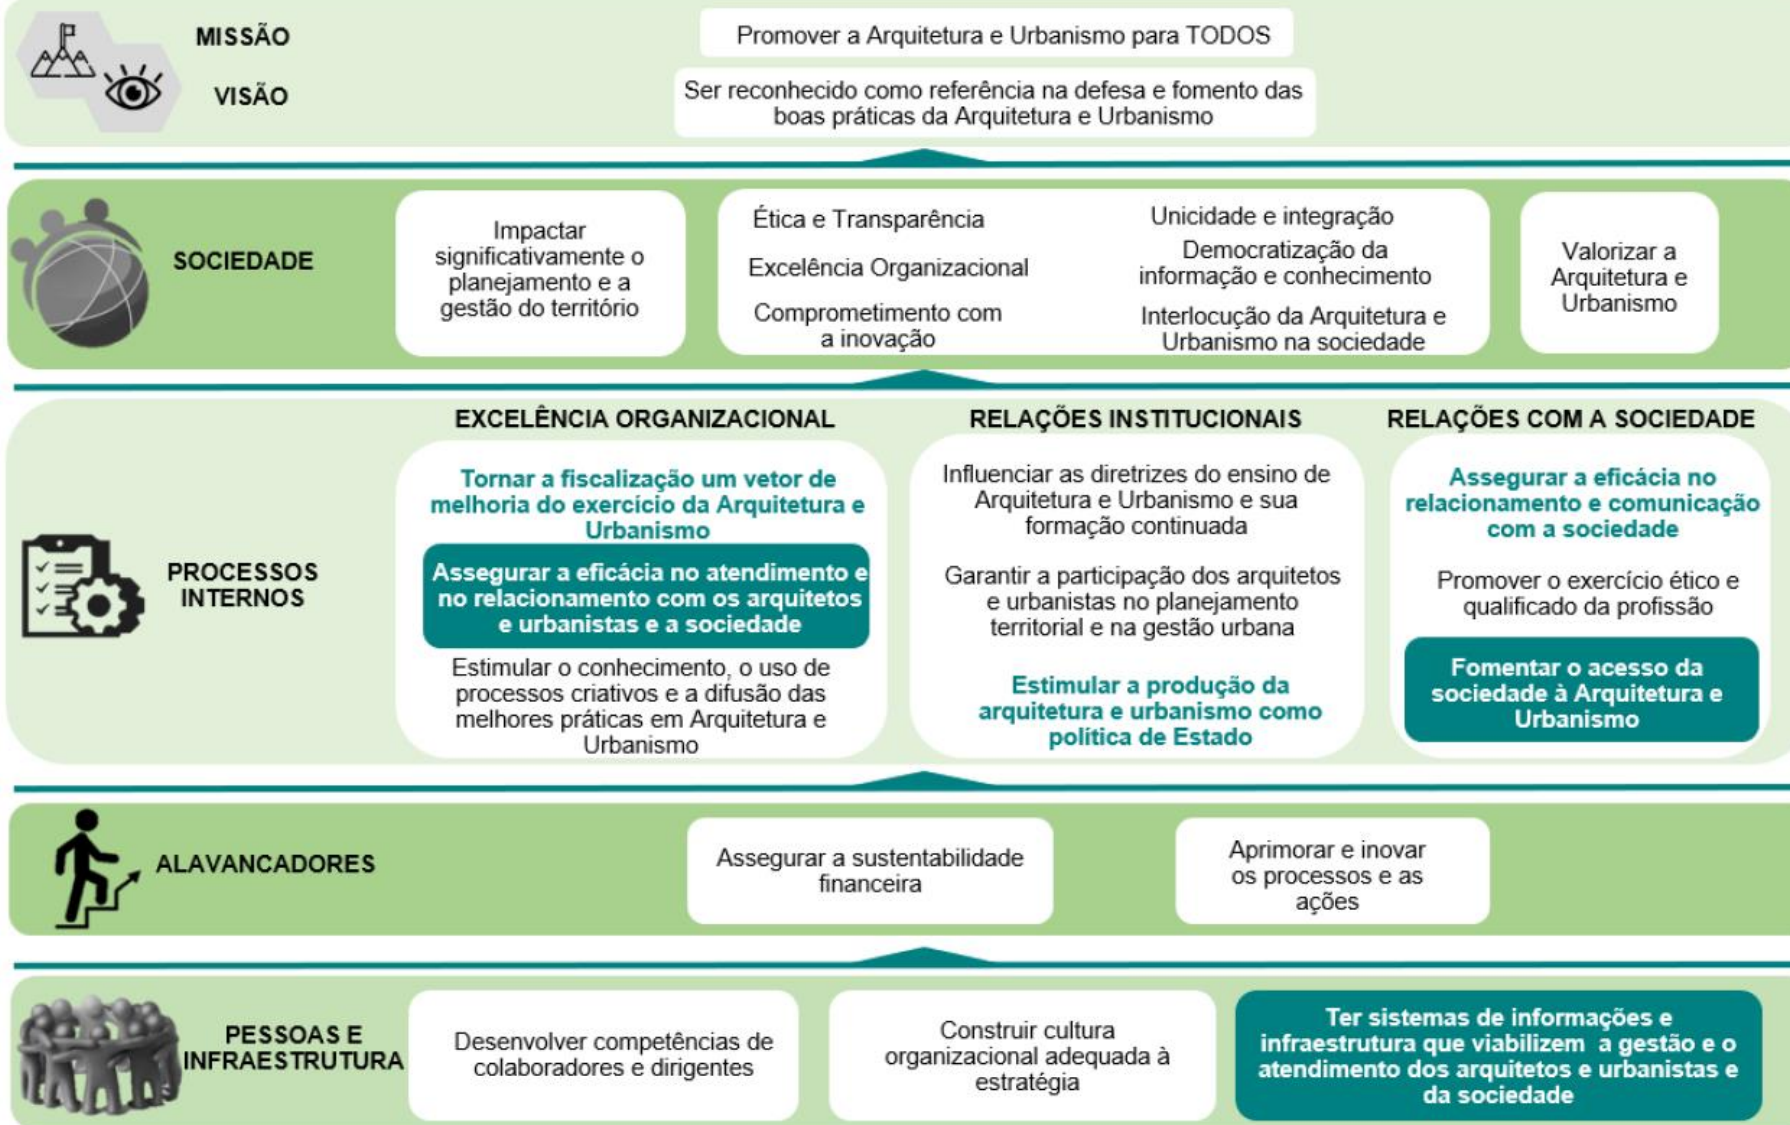 MISSÃO
Promover a Arquitetura e Urbanismo para TODOS
VISÃO
Ser reconhecido como referência na defesa e fomento das
boas práticas da Arquitetura e Urbanismo
SOCIEDADE
Impactar
significativamente o
planejamento e a
gestão do território
Ética e Transparência
Excelência Organizacional
Comprometimento com
a inovação
Unicidade e integração
Democratização da
informação e conhecimento
Interlocução da Arquitetura e
Urbanismo na sociedade
Valorizar a
Arquitetura e
Urbanismo
PROCESSOS
INTERNOS
EXCELÊNCIA ORGANIZACIONAL
Tornar a fiscalização um vetor de
melhoria do exercício da Arquitetura e
Urbanismo
Assegurar a eficácia no atendimento e
no relacionamento com os arquitetos
e urbanistas e a sociedade
Estimular o conhecimento, o uso de
processos criativos e a difusão das
melhores práticas em Arquitetura e
Urbanismo
RELAÇÕES INSTITUCIONAIS
Influenciar as diretrizes do ensino de
Arquitetura e Urbanismo e sua
formação continuada
Garantir a participação dos arquitetos
e urbanistas no planejamento
territorial e na gestão urbana
Estimular a produção da
arquitetura e urbanismo como
política de Estado
RELAÇÕES COM A SOCIEDADE
Assegurar a eficácia no
relacionamento e comunicação
com a sociedade
Promover o exercício ético e
qualificado da profissão
Fomentar o acesso da
sociedade à Arquitetura e
Urbanismo
ALAVANCADORES
Assegurar a sustentabilidade
financeira
Aprimorar e inovar
os processos e as
ações
PESSOAS E
INFRAESTRUTURA
Desenvolver competências de
colaboradores e dirigentes
Construir cultura
organizacional adequada à
estratégia
Ter sistemas de informações e
infraestrutura que viabilizem a gestão e o
atendimento dos arquitetos e urbanistas e
da sociedade